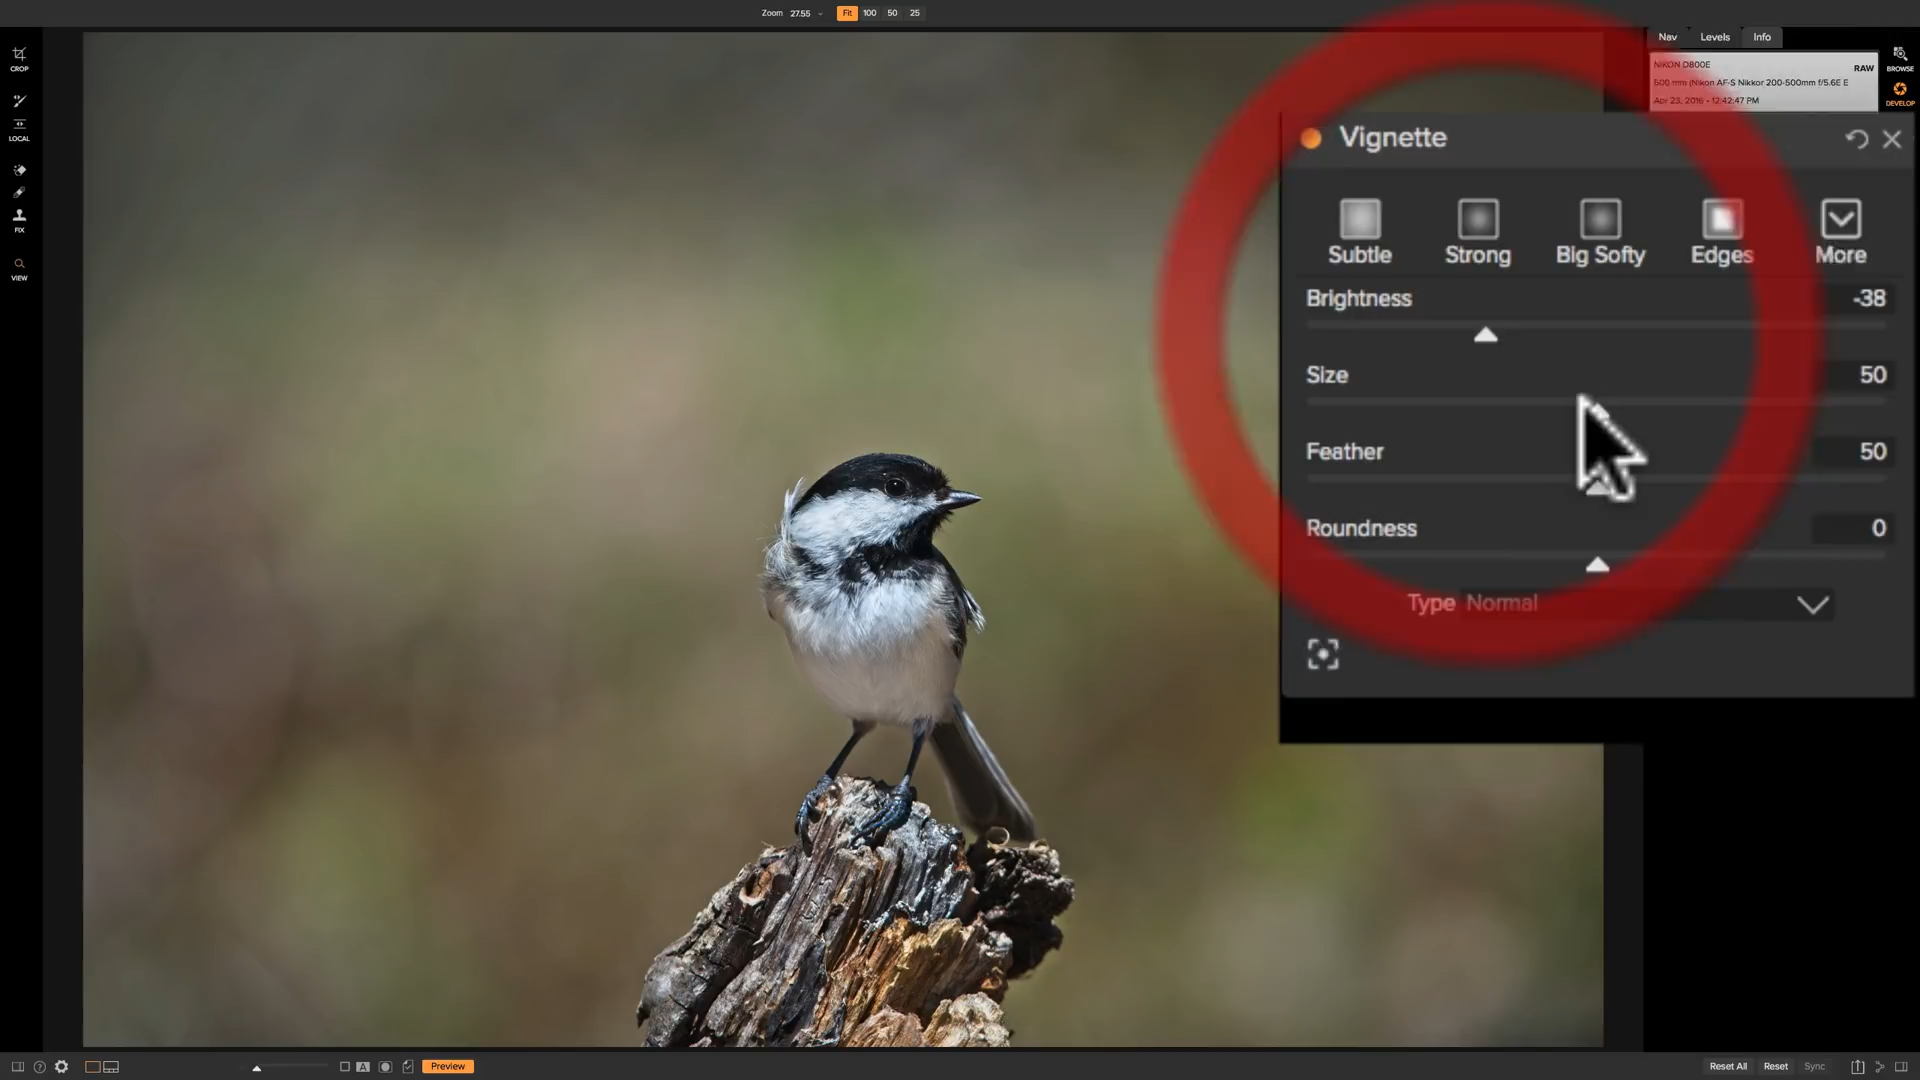 Zoom 27.55 Fit 100 50 25
Nav Levels Info
NIKON D800E
RAW
500 mm (Nikon AF-S Nikkor 200-500mm f/5.6E E
Apr 23, 2016 - 12:42:47 PM
CROP
LOCAL
FIX
VIEW
BROWSE
DEVELOP
Vignette
Subtle Strong Big Softy Edges More
Brightness -38
Size 50
Feather 50
Roundness 0
Type Normal
A Preview
Reset All Reset Sync